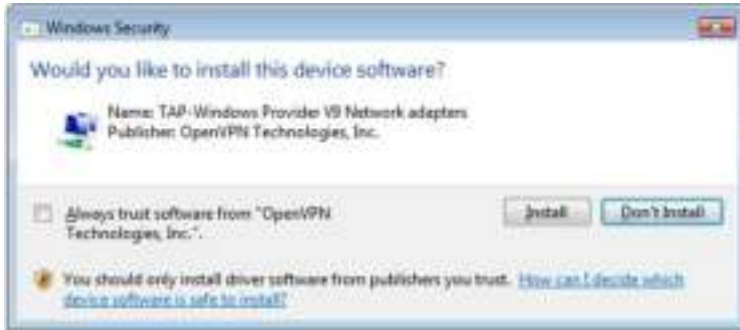 Windows Security
Would you like to install this device software?
Name: TAP-Windows Provider V9 Network adapters
Publisher: OpenVPN Technologies, Inc.
Always trust software from "OpenVPN
Technologies, Inc.".
Install
Don't Install
You should only install driver software from publishers you trust. How can I decide which
device software is safe to install?